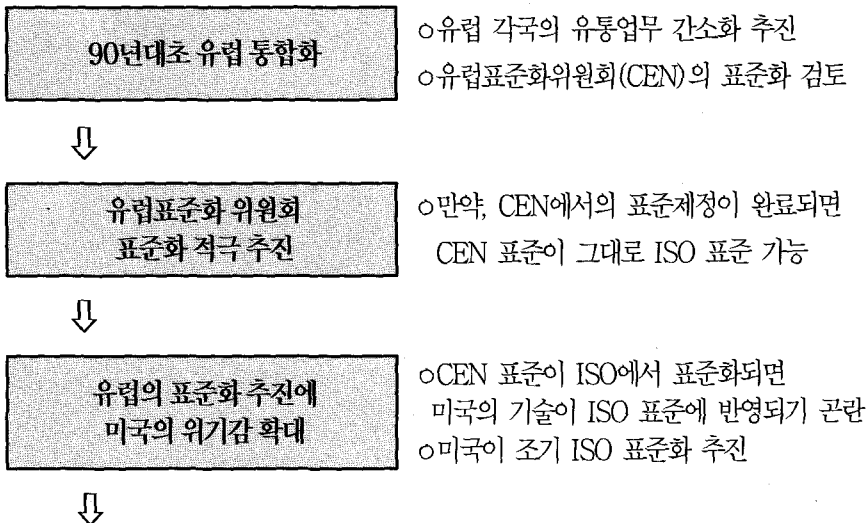 90년대초 유럽 통합화
○유럽 각국의 유통업무 간소화 추진
○유럽표준화위원회(CEN)의 표준화 검토
⇩
유럽표준화 위원회
표준화 적극 추진
○만약, CEN에서의 표준제정이 완료되면
CEN 표준이 그대로 ISO 표준 가능
⇩
유럽의 표준화 추진에
미국의 위기감 확대
○CEN 표준이 ISO에서 표준화되면
미국의 기술이 ISO 표준에 반영되기 곤란
○미국이 조기 ISO 표준화 추진
⇩